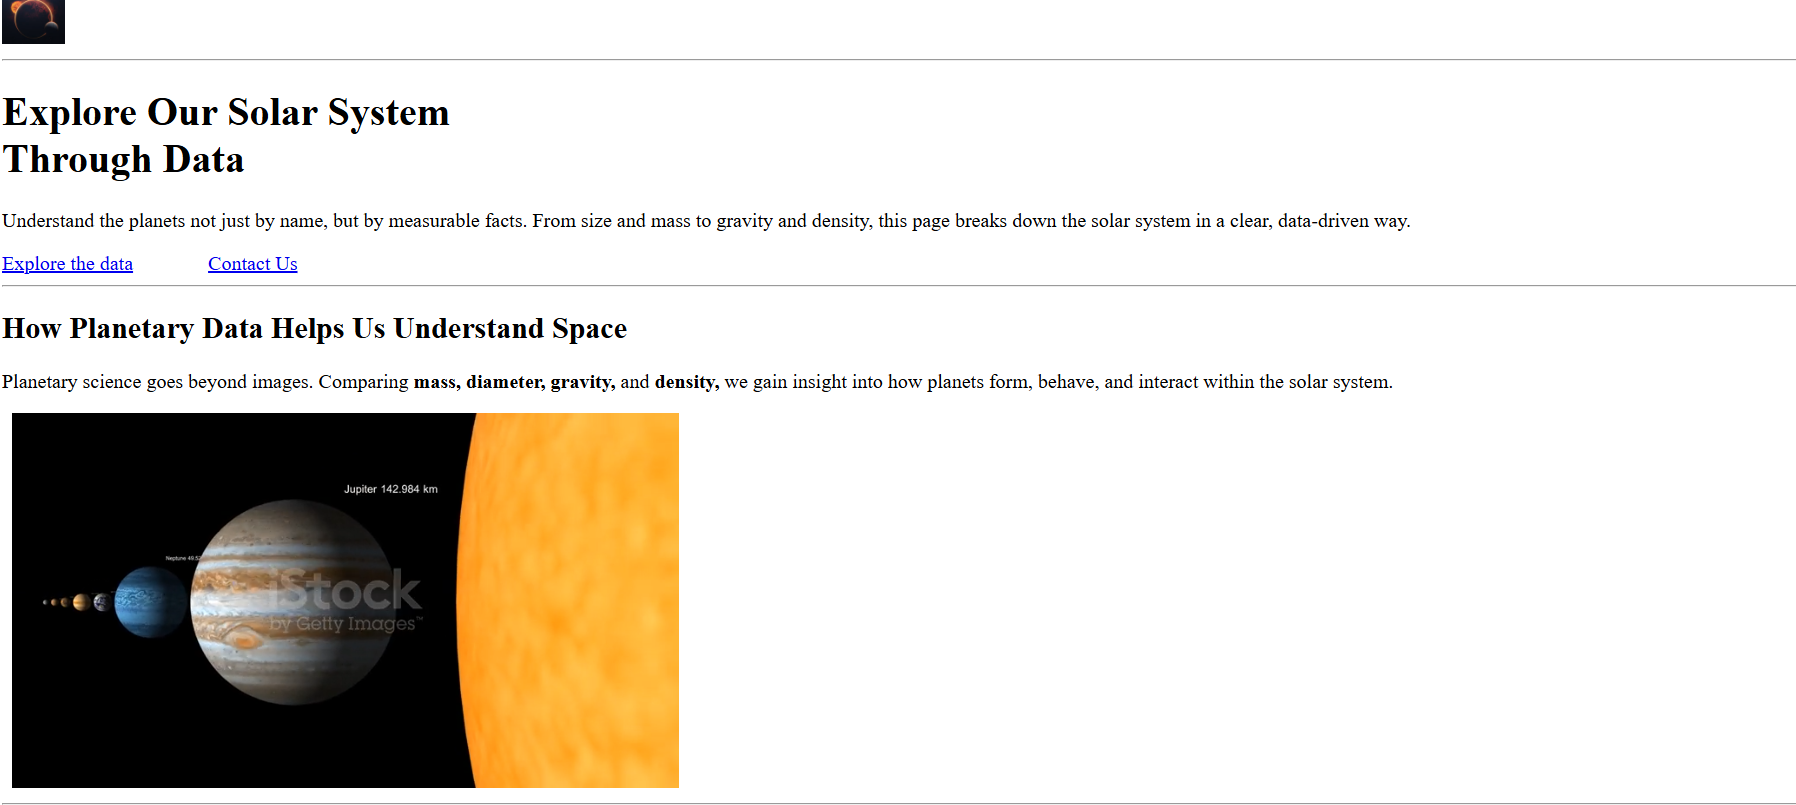 Explore Our Solar System
Through Data
Understand the planets not just by name, but by measurable facts. From size and mass to gravity and density, this page breaks down the solar system in a clear, data-driven way.
Explore the data Contact Us
How Planetary Data Helps Us Understand Space
Planetary science goes beyond images. Comparing mass, diameter, gravity, and density, we gain insight into how planets form, behave, and interact within the solar system.
Jupiter 142.984 km
Neptune 49.5
iStock
by Getty Images™